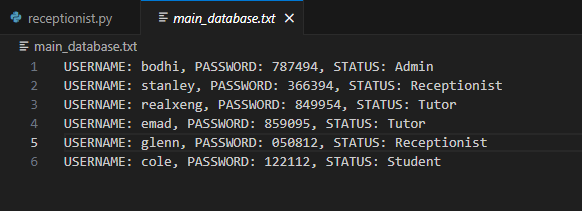 receptionist.py main_database.txt
main_database.txt
1 USERNAME: bodhi, PASSWORD: 787494, STATUS: Admin
2 USERNAME: stanley, PASSWORD: 366394, STATUS: Receptionist
3 USERNAME: realxeng, PASSWORD: 849954, STATUS: Tutor
4 USERNAME: emad, PASSWORD: 859095, STATUS: Tutor
5 USERNAME: glenn, PASSWORD: 050812, STATUS: Receptionist
6 USERNAME: cole, PASSWORD: 122112, STATUS: Student